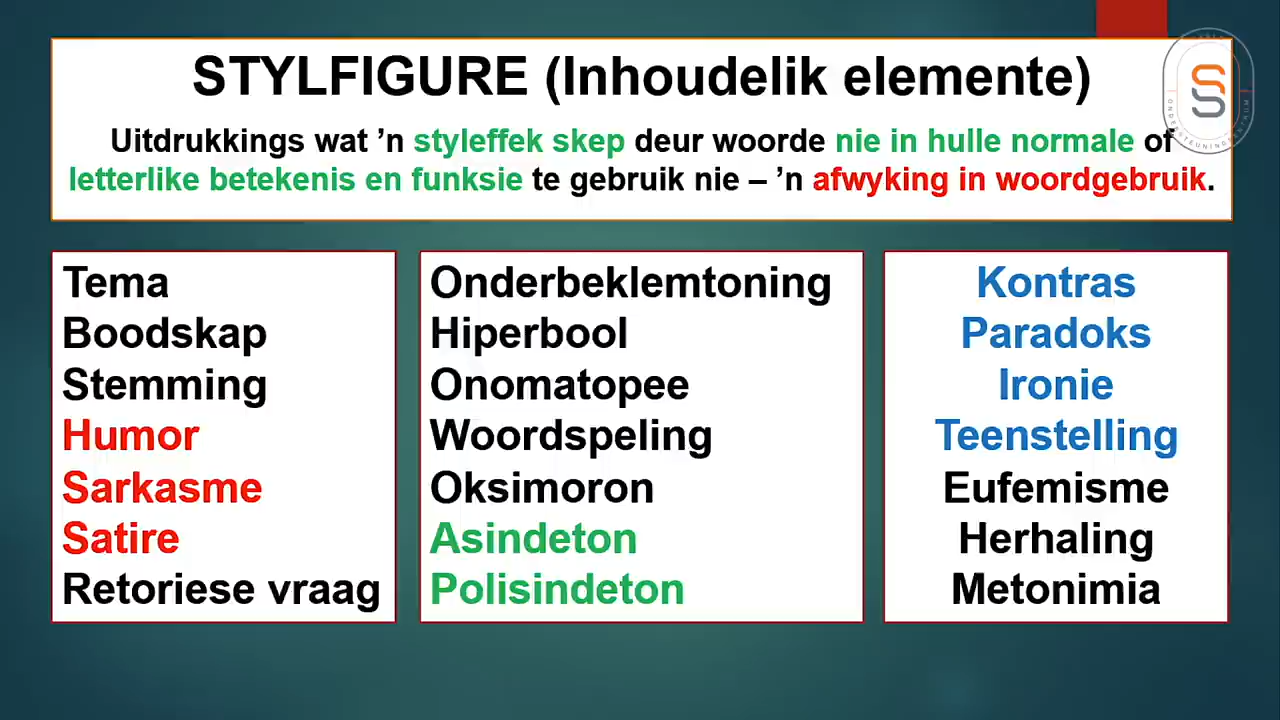 STYLFIGURE (Inhoudelik elemente)
Uitdrukkings wat ’n styleffek skep deur woorde nie in hulle normale of
letterlike betekenis en funksie te gebruik nie – ’n afwyking in woordgebruik.
Tema
Boodskap
Stemming
Humor
Sarkasme
Satire
Retoriese vraag
Onderbeklemtoning
Hiperbool
Onomatopee
Woordspeling
Oksimoron
Asindeton
Polisindeton
Kontras
Paradoks
Ironie
Teenstelling
Eufemisme
Herhaling
Metonimia